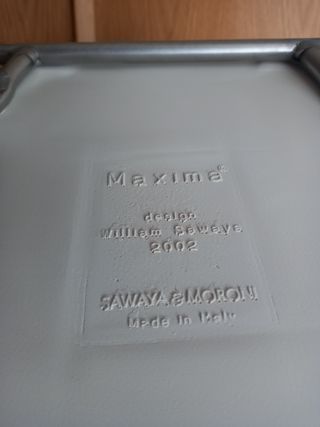 Maxima®
design
William Sawaya
2002
SAWAYA & MORONI
Made in Italy